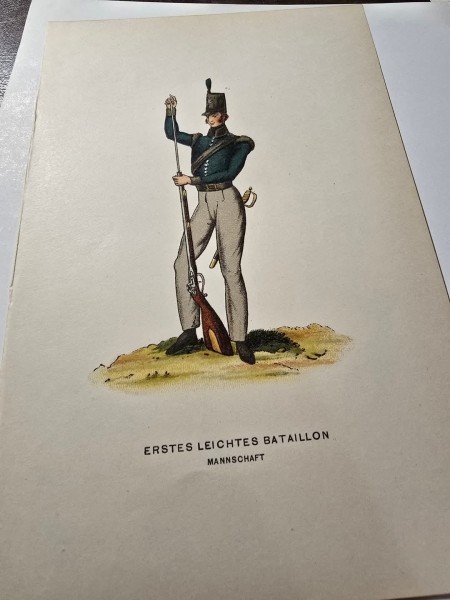 ERSTES LEICHTES BATAILLON
MANNSCHAFT